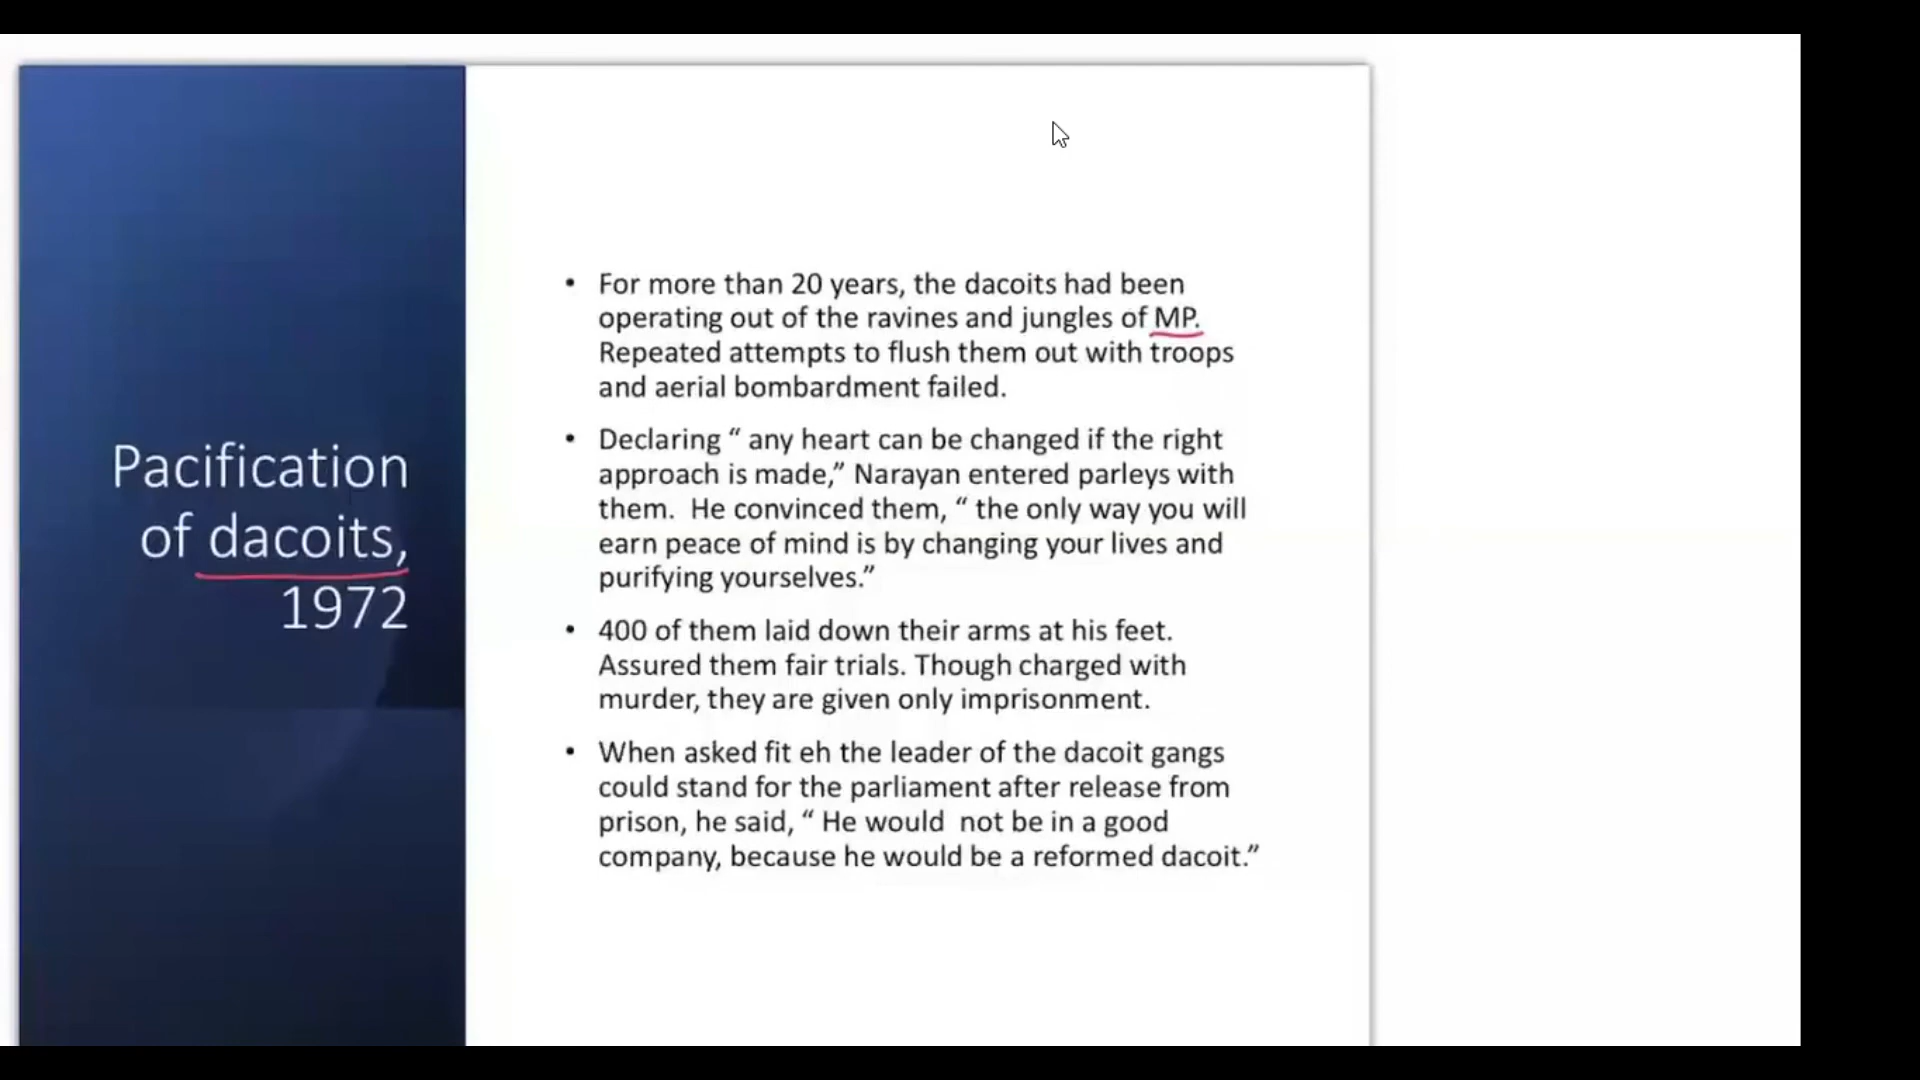 Pacification
of dacoits,
1972
• For more than 20 years, the dacoits had been
operating out of the ravines and jungles of MP.
Repeated attempts to flush them out with troops
and aerial bombardment failed.
• Declaring “ any heart can be changed if the right
approach is made,” Narayan entered parleys with
them.  He convinced them, “ the only way you will
earn peace of mind is by changing your lives and
purifying yourselves.”
• 400 of them laid down their arms at his feet.
Assured them fair trials. Though charged with
murder, they are given only imprisonment.
• When asked fit eh the leader of the dacoit gangs
could stand for the parliament after release from
prison, he said, “ He would  not be in a good
company, because he would be a reformed dacoit.”